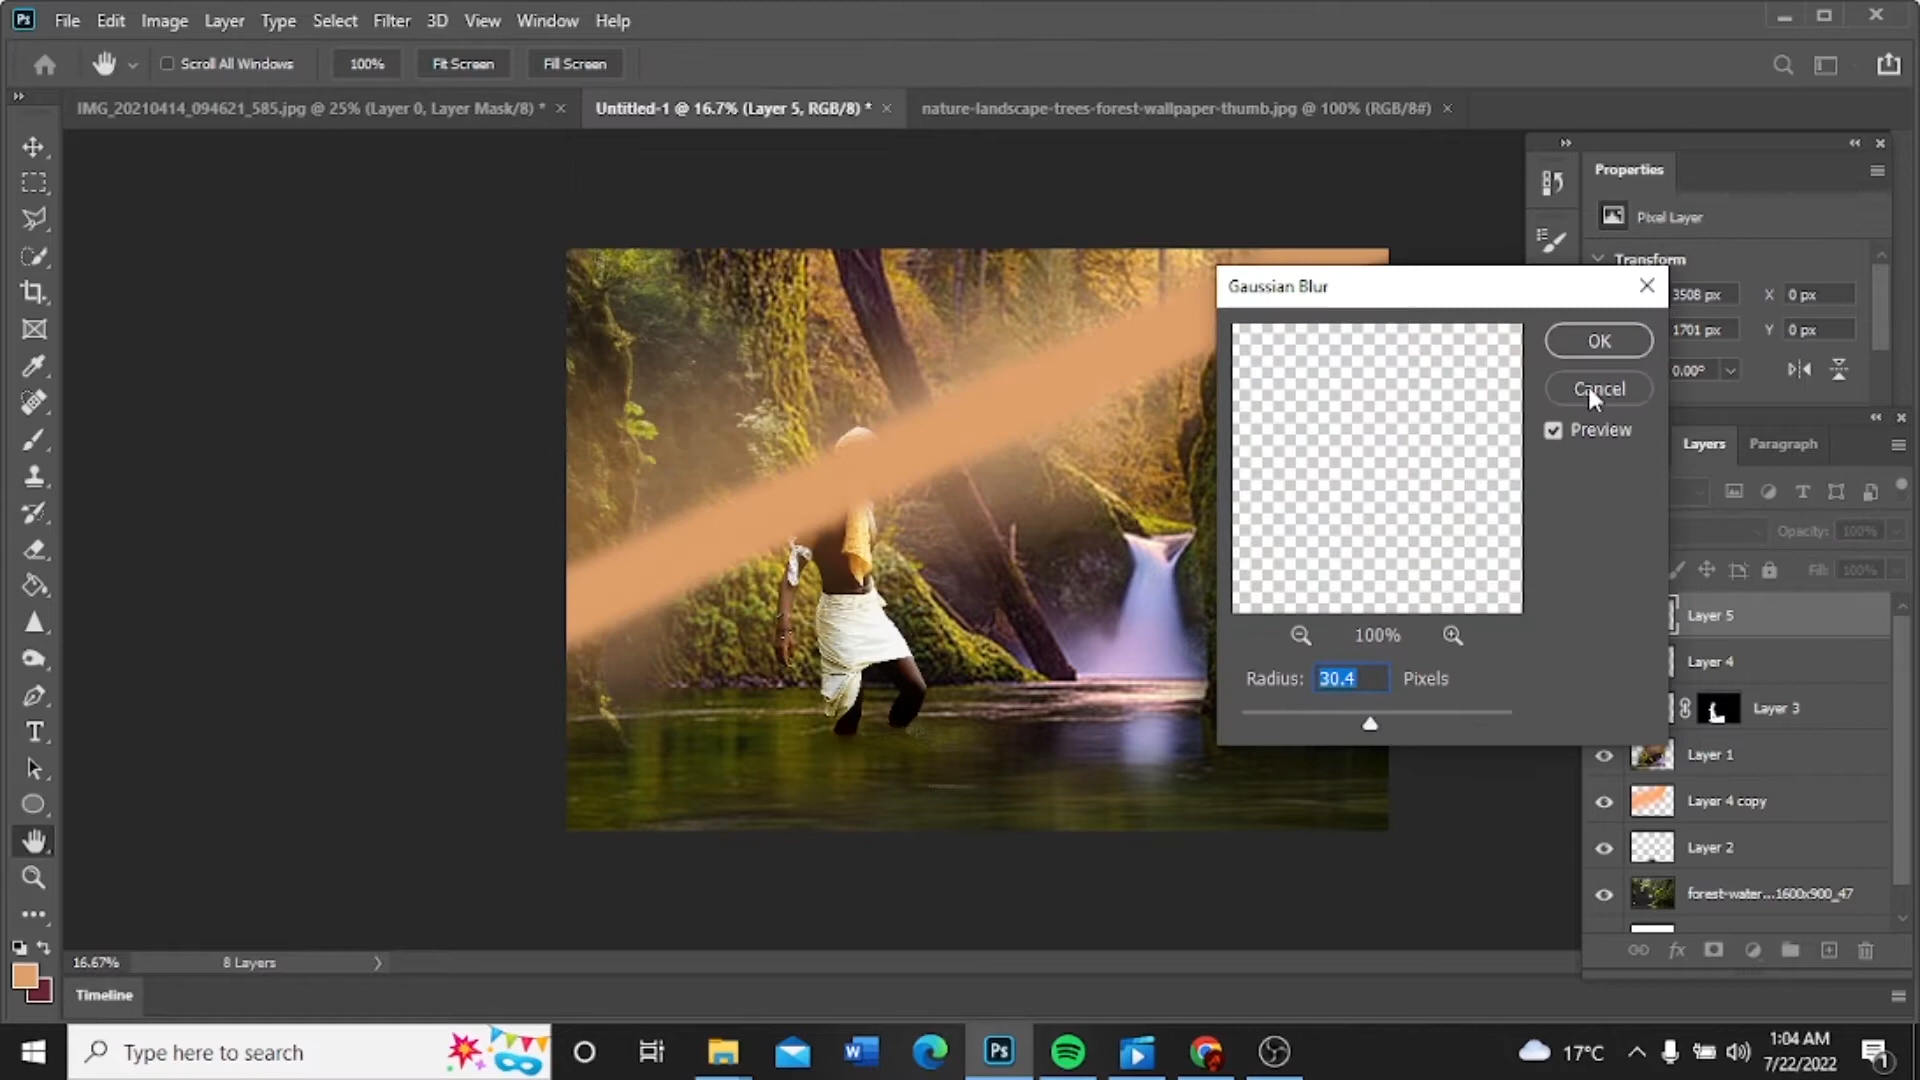 Ps File Edit Image Layer Type Select Filter 3D View Window Help
Scroll All Windows 100% Fit Screen Fill Screen
IMG_20210414_094621_585.jpg @ 25% (Layer 0, Layer Mask/8) * Untitled-1 @ 16.7% (Layer 5, RGB/8) * nature-landscape-trees-forest-wallpaper-thumb.jpg @ 100% (RGB/8#)
Properties
Pixel Layer
Transform
3508 px X 0 px
1701 px Y 0 px
0.00°
Gaussian Blur
OK
Cancel
Preview
100%
Radius: 30.4 Pixels
Layers Paragraph
Opacity: 100%
Fill: 100%
Layer 5
Layer 4
Layer 3
Layer 1
Layer 4 copy
Layer 2
forest-water...1600x900_47
fx
16.67% 8 Layers
Timeline
Type here to search
W
Ps
17°C
1:04 AM
7/22/2022
1